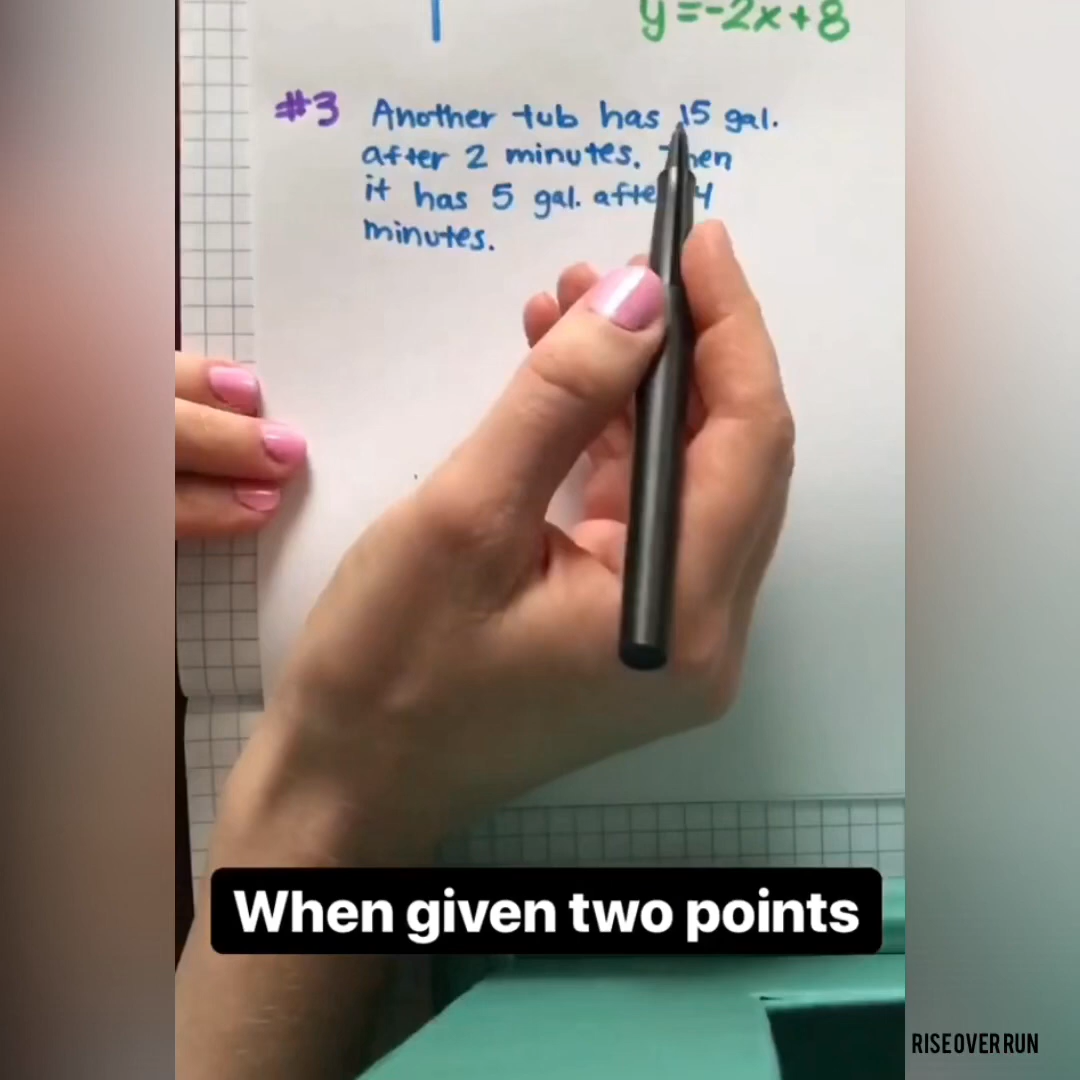 y=-2x+8
#3 Another tub has 15 gal.
after 2 minutes. Then
it has 5 gal. after 4
minutes.
When given two points
RISE OVER RUN